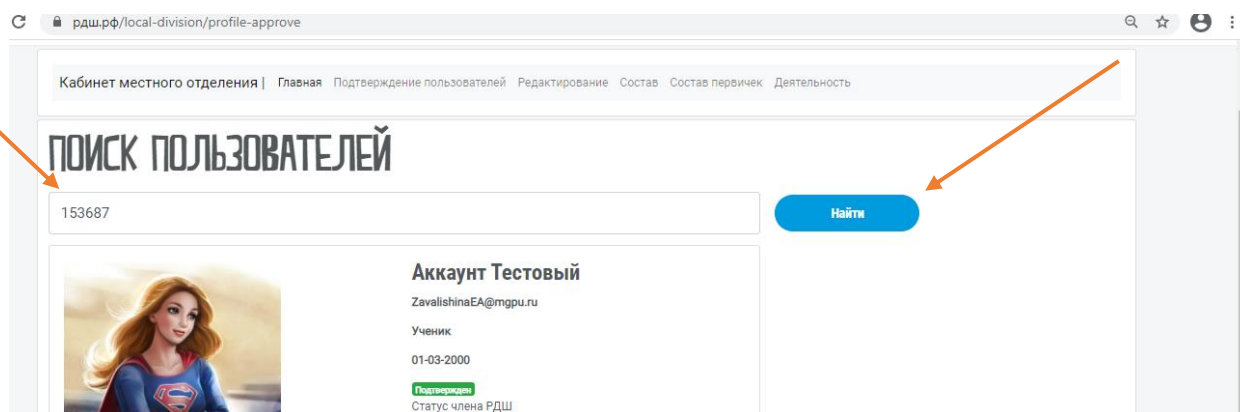 рдш.рф/local-division/profile-approve
Кабинет местного отделения | Главная Подтверждение пользователей Редактирование Состав Состав первичек Деятельность
ПОИСК ПОЛЬЗОВАТЕЛЕЙ
153687 Найти
Аккаунт Тестовый
ZavalishinaEA@mgpu.ru
Ученик
01-03-2000
Подтвержден
Статус члена РДШ